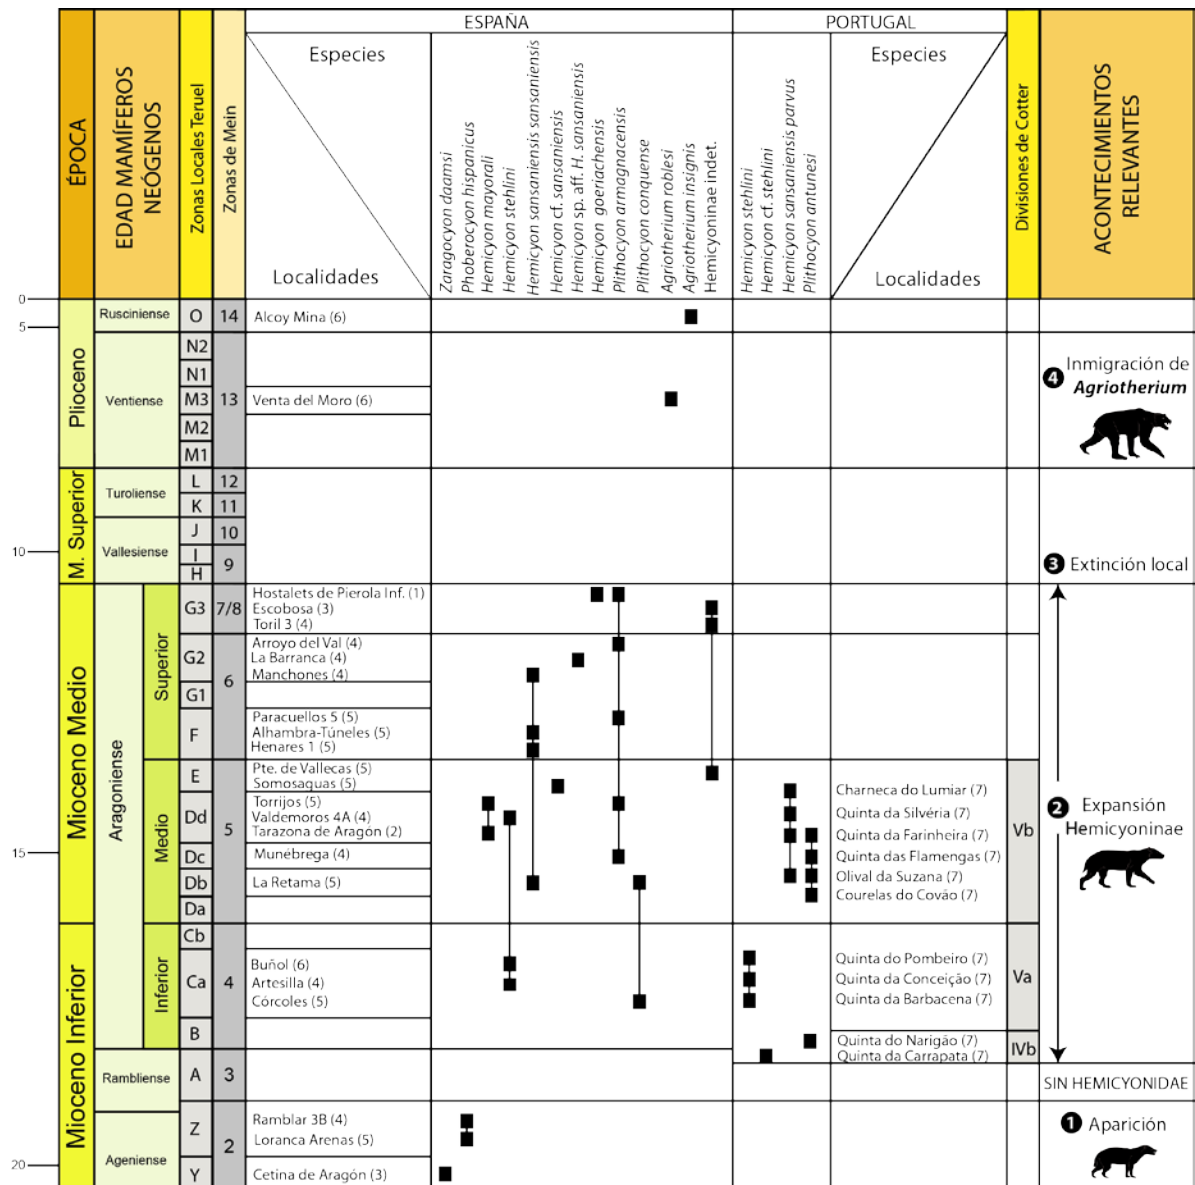 ESPAÑA
PORTUGAL
ÉPOCA
EDAD MAMÍFEROS
NEÓGENOS
Zonas Locales Teruel
Zonas de Mein
Especies
Localidades
Zaragocyon daamsi
Phoberocyon hispanicus
Hemicyon mayorali
Hemicyon stehlini
Hemicyon sansaniensis sansaniensis
Hemicyon cf. sansaniensis
Hemicyon sp. aff. H. sansaniensis
Hemicyon goeriachensis
Plithocyon armagnacensis
Plithocyon conquense
Agriotherium roblesi
Agriotherium insignis
Hemicyoninae indet.
Hemicyon stehlini
Hemicyon cf. stehlini
Hemicyon sansaniensis parvus
Plithocyon antunesi
Especies
Localidades
Divisiones de Cotter
ACONTECIMIENTOS
RELEVANTES
0
5
10
15
20
Plioceno
M. Superior
Mioceno Medio
Mioceno Inferior
Rusciniense
Ventiense
Turoliense
Vallesiense
Aragoniense
Superior
Medio
Inferior
Rambliense
Ageniense
O
N2
N1
M3
M2
M1
L
K
J
I
H
G3
G2
G1
F
E
Dd
Dc
Db
Da
Cb
Ca
B
A
Z
Y
14
13
12
11
10
9
7/8
6
5
4
3
2
Alcoy Mina (6)
Venta del Moro (6)
Hostalets de Pierola Inf. (1)
Escobosa (3)
Toril 3 (4)
Arroyo del Val (4)
La Barranca (4)
Manchones (4)
Paracuellos 5 (5)
Alhambra-Túneles (5)
Henares 1 (5)
Pte. de Vallecas (5)
Somosaguas (5)
Torrijos (5)
Valdemoros 4A (4)
Tarazona de Aragón (2)
Munébrega (4)
La Retama (5)
Buñol (6)
Artesilla (4)
Córcoles (5)
Ramblar 3B (4)
Loranca Arenas (5)
Cetina de Aragón (3)
Charneca do Lumiar (7)
Quinta da Silvéria (7)
Quinta da Farinheira (7)
Quinta das Flamengas (7)
Olival da Suzana (7)
Courelas do Covão (7)
Quinta do Pombeiro (7)
Quinta da Conceição (7)
Quinta da Barbacena (7)
Quinta do Narigão (7)
Quinta da Carrapata (7)
Vb
Va
IVb
4 Inmigración de
Agriotherium
3 Extinción local
2 Expansión
Hemicyoninae
SIN HEMICYONIDAE
1 Aparición